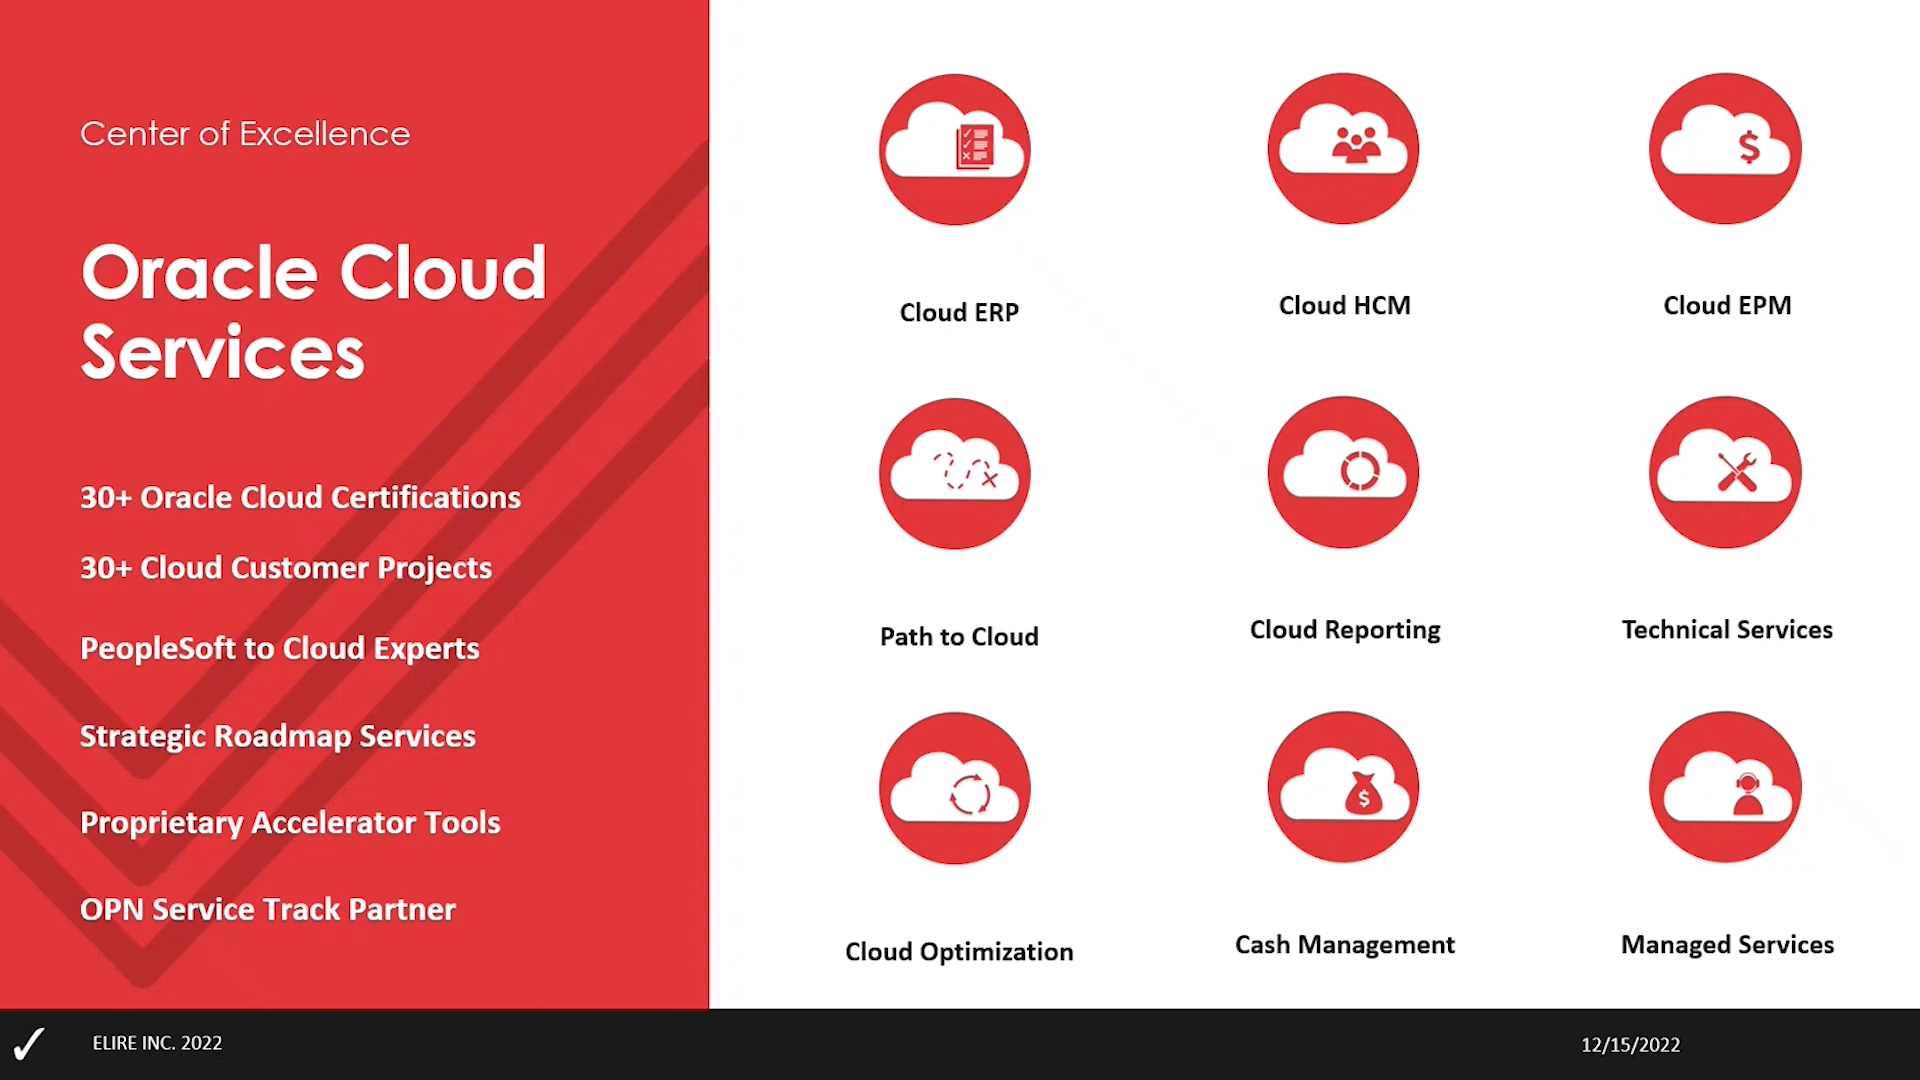 Center of Excellence
Oracle Cloud
Services
30+ Oracle Cloud Certifications
30+ Cloud Customer Projects
PeopleSoft to Cloud Experts
Strategic Roadmap Services
Proprietary Accelerator Tools
OPN Service Track Partner
Cloud ERP
Cloud HCM
$
Cloud EPM
Path to Cloud
Cloud Reporting
Technical Services
Cloud Optimization
$
Cash Management
Managed Services
ELIRE INC. 2022
12/15/2022